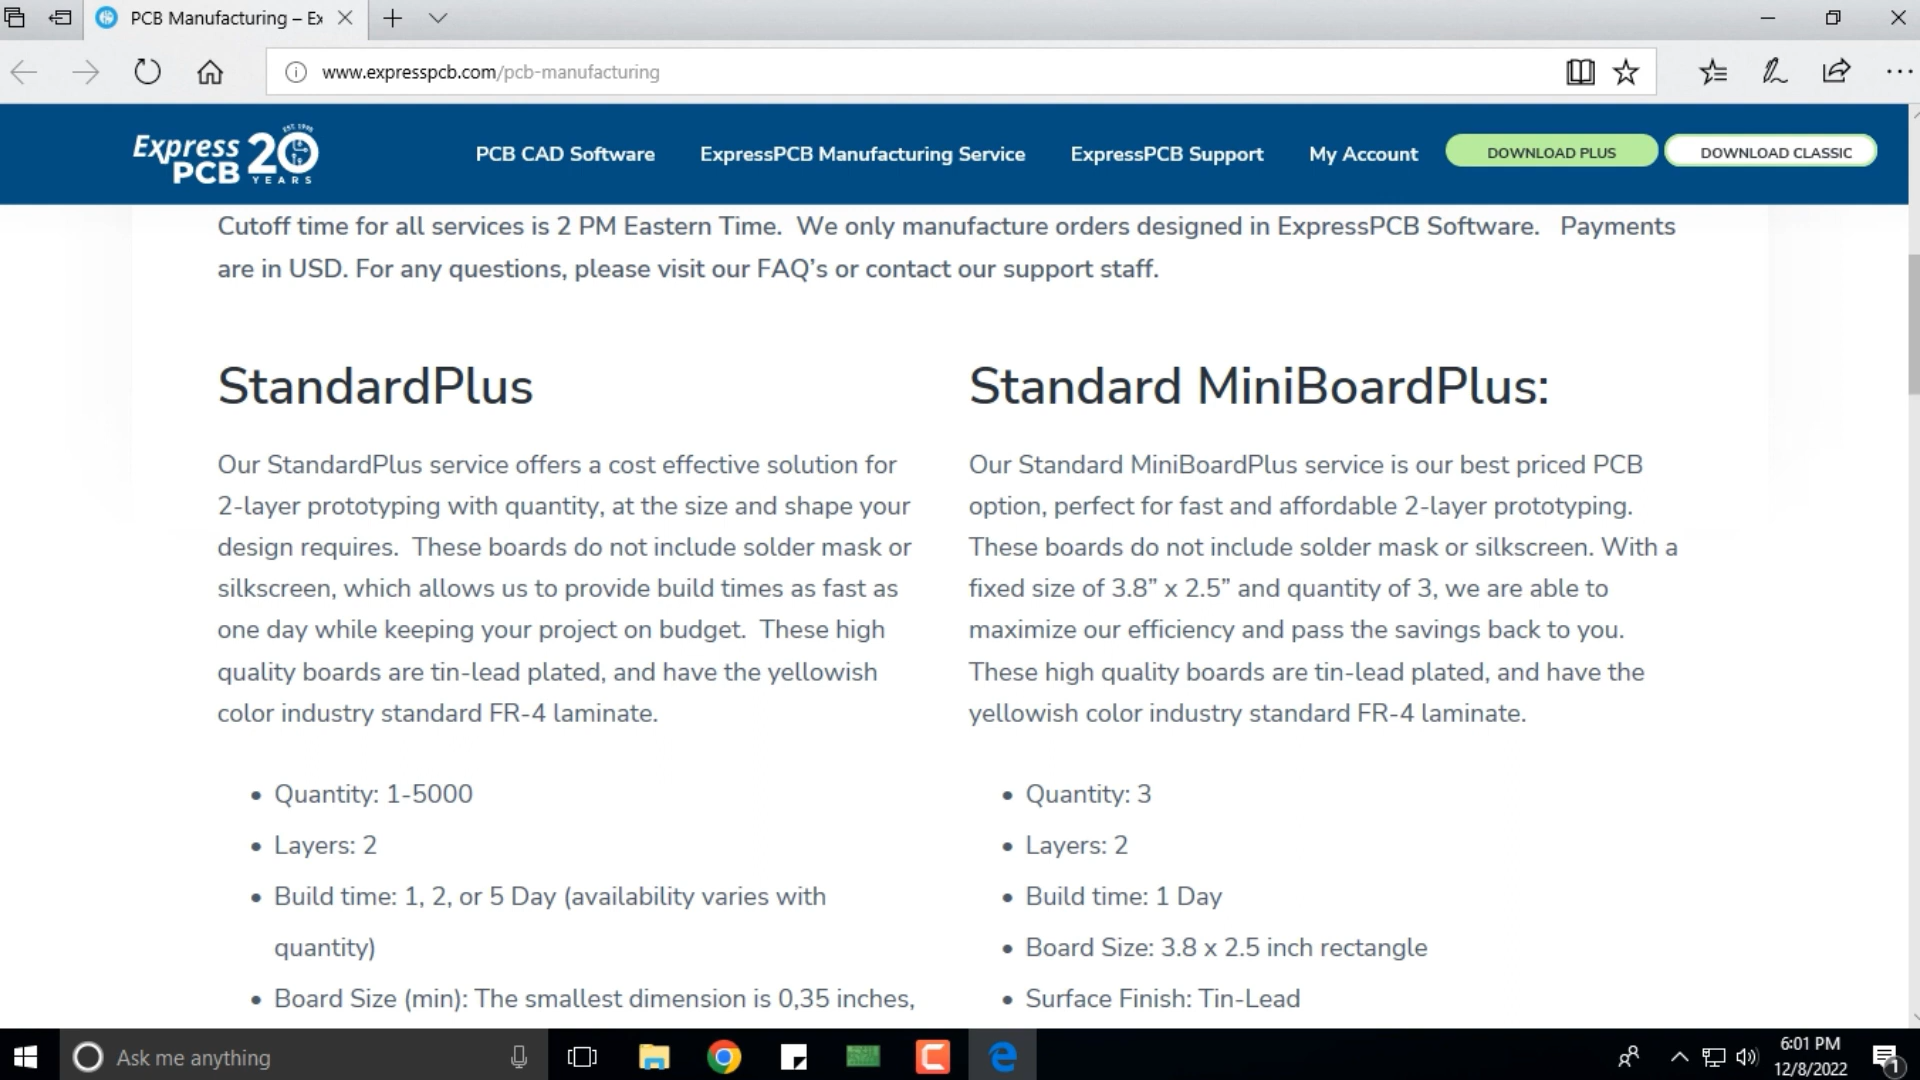 PCB Manufacturing – Ex
www.expresspcb.com/pcb-manufacturing
Express PCB 20 YEARS
EST. 1998
PCB CAD Software
ExpressPCB Manufacturing Service
ExpressPCB Support
My Account
DOWNLOAD PLUS
DOWNLOAD CLASSIC
Cutoff time for all services is 2 PM Eastern Time. We only manufacture orders designed in ExpressPCB Software. Payments
are in USD. For any questions, please visit our FAQ’s or contact our support staff.
StandardPlus
Our StandardPlus service offers a cost effective solution for
2-layer prototyping with quantity, at the size and shape your
design requires. These boards do not include solder mask or
silkscreen, which allows us to provide build times as fast as
one day while keeping your project on budget. These high
quality boards are tin-lead plated, and have the yellowish
color industry standard FR-4 laminate.
• Quantity: 1-5000
• Layers: 2
• Build time: 1, 2, or 5 Day (availability varies with
quantity)
• Board Size (min): The smallest dimension is 0,35 inches,
Standard MiniBoardPlus:
Our Standard MiniBoardPlus service is our best priced PCB
option, perfect for fast and affordable 2-layer prototyping.
These boards do not include solder mask or silkscreen. With a
fixed size of 3.8” x 2.5” and quantity of 3, we are able to
maximize our efficiency and pass the savings back to you.
These high quality boards are tin-lead plated, and have the
yellowish color industry standard FR-4 laminate.
• Quantity: 3
• Layers: 2
• Build time: 1 Day
• Board Size: 3.8 x 2.5 inch rectangle
• Surface Finish: Tin-Lead
Ask me anything
6:01 PM
12/8/2022
1